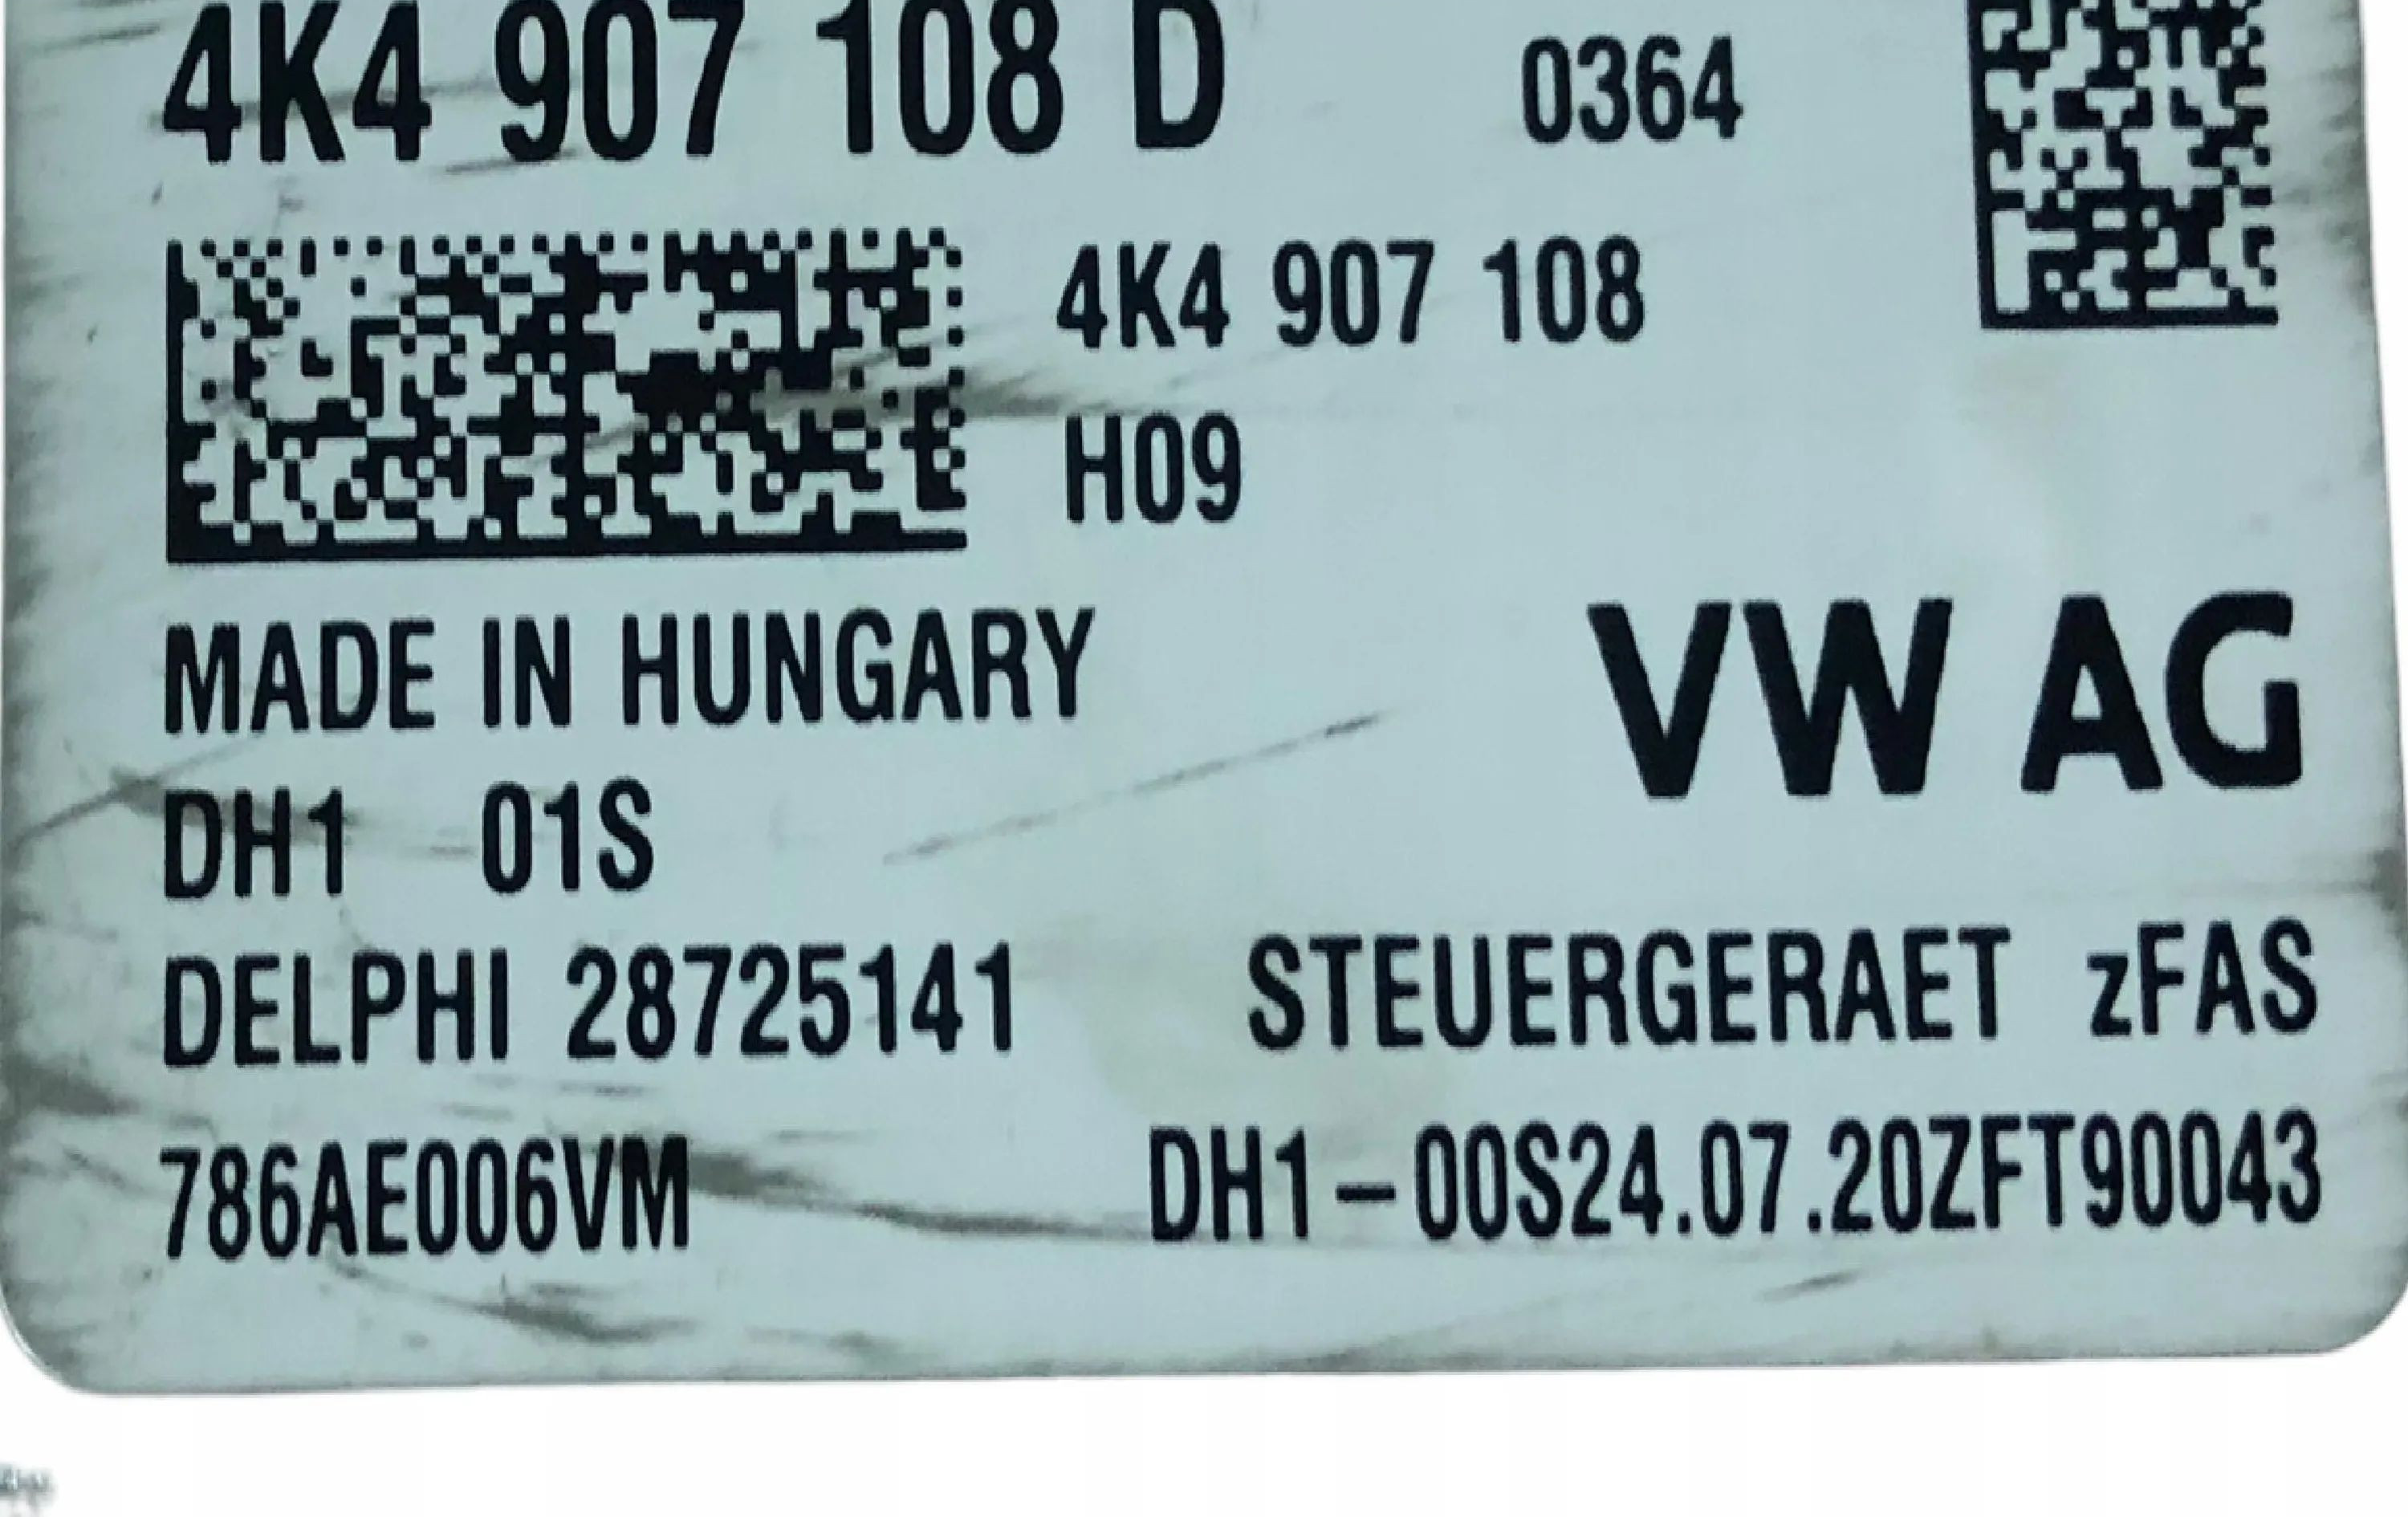 4K4 907 108 D 0364
4K4 907 108
H09
MADE IN HUNGARY
VW AG
DH1 01S
DELPHI 28725141
STEUERGERAET zFAS
786AE006VM
DH1-00S24.07.20ZFT90043